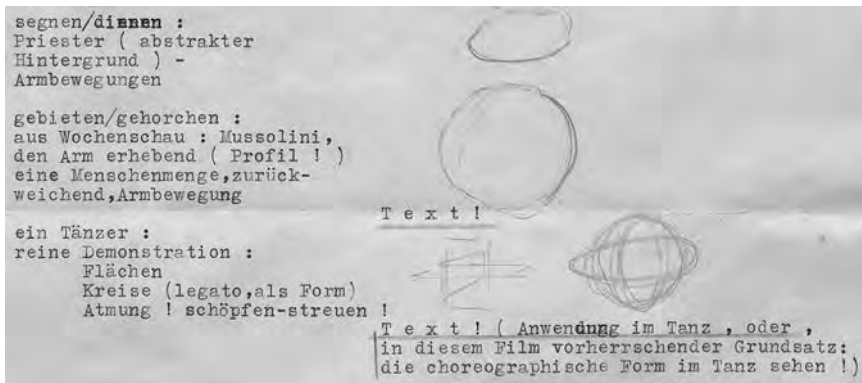 segnen/dienen :
Priester ( abstrakter
Hintergrund ) -
Armbewegungen
gebieten/gehorchen :
aus Wochenschau : Mussolini,
den Arm erhebend ( Profil ! )
eine Menschenmenge,zurück-
weichend,Armbewegung
T e x t !
ein Tänzer :
reine Demonstration :
Flächen
Kreise (legato,als Form)
Atmung ! schöpfen-streuen !
T e x t ! ( Anwendung im Tanz , oder ,
in diesem Film vorherrschender Grundsatz:
die choreographische Form im Tanz sehen !)